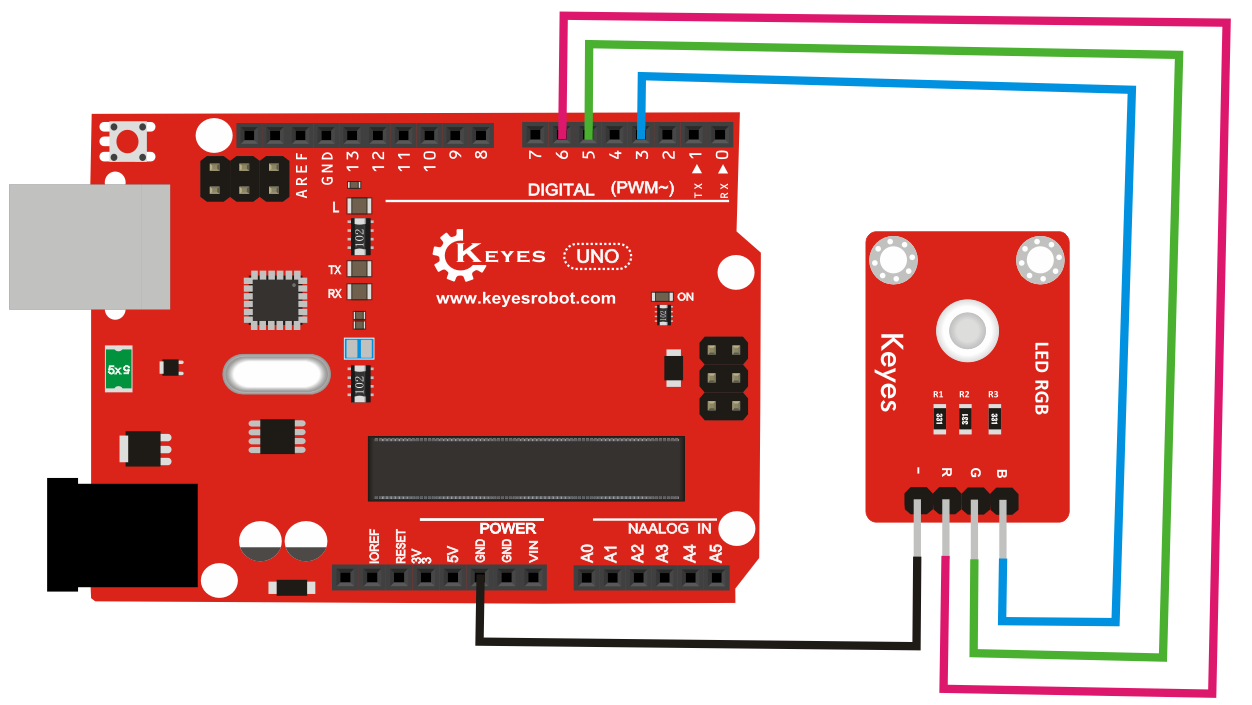 AREF
GND
13
12
11
10
9
8
7
6
5
4
3
2
1
0
TX
RX
DIGITAL (PWM~)
L
102
TX
RX
KEYES UNO
www.keyesrobot.com
ON
102
102
5x9
POWER
NAALOG IN
IOREF
RESET
3V
3
5V
GND
GND
VIN
A0
A1
A2
A3
A4
A5
Keyes
LED RGB
R1 R2 R3
331 331 331
- R G B